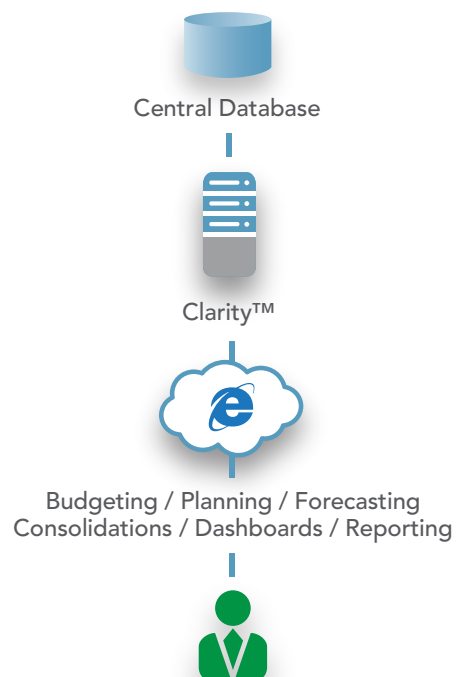 Central Database
Clarity™
Budgeting / Planning / Forecasting
Consolidations / Dashboards / Reporting